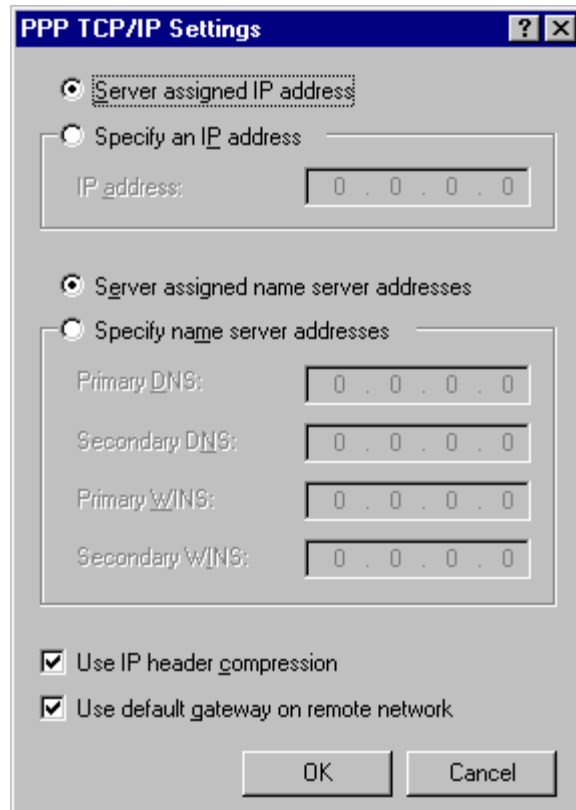 PPP TCP/IP Settings
Server assigned IP address
Specify an IP address
IP address: 0 . 0 . 0 . 0
Server assigned name server addresses
Specify name server addresses
Primary DNS: 0 . 0 . 0 . 0
Secondary DNS: 0 . 0 . 0 . 0
Primary WINS: 0 . 0 . 0 . 0
Secondary WINS: 0 . 0 . 0 . 0
Use IP header compression
Use default gateway on remote network
OK Cancel